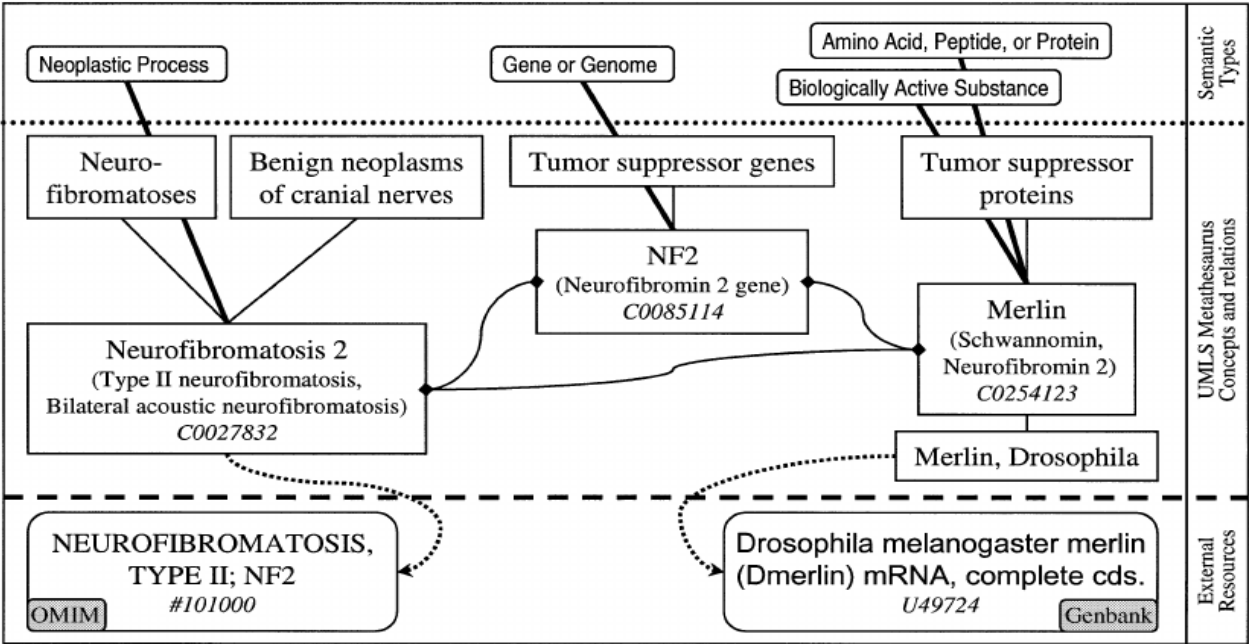 Amino Acid, Peptide, or Protein
Neoplastic Process
Gene or Genome
Biologically Active Substance
Semantic
Types
Neuro-
fibromatoses
Benign neoplasms
of cranial nerves
Tumor suppressor genes
Tumor suppressor
proteins
NF2
(Neurofibromin 2 gene)
C0085114
Merlin
(Schwannomin,
Neurofibromin 2)
C0254123
Neurofibromatosis 2
(Type II neurofibromatosis,
Bilateral acoustic neurofibromatosis)
C0027832
Merlin, Drosophila
UMLS Metathesaurus
Concepts and relations
NEUROFIBROMATOSIS,
TYPE II; NF2
#101000
OMIM
Drosophila melanogaster merlin
(Dmerlin) mRNA, complete cds.
U49724
Genbank
External
Resources